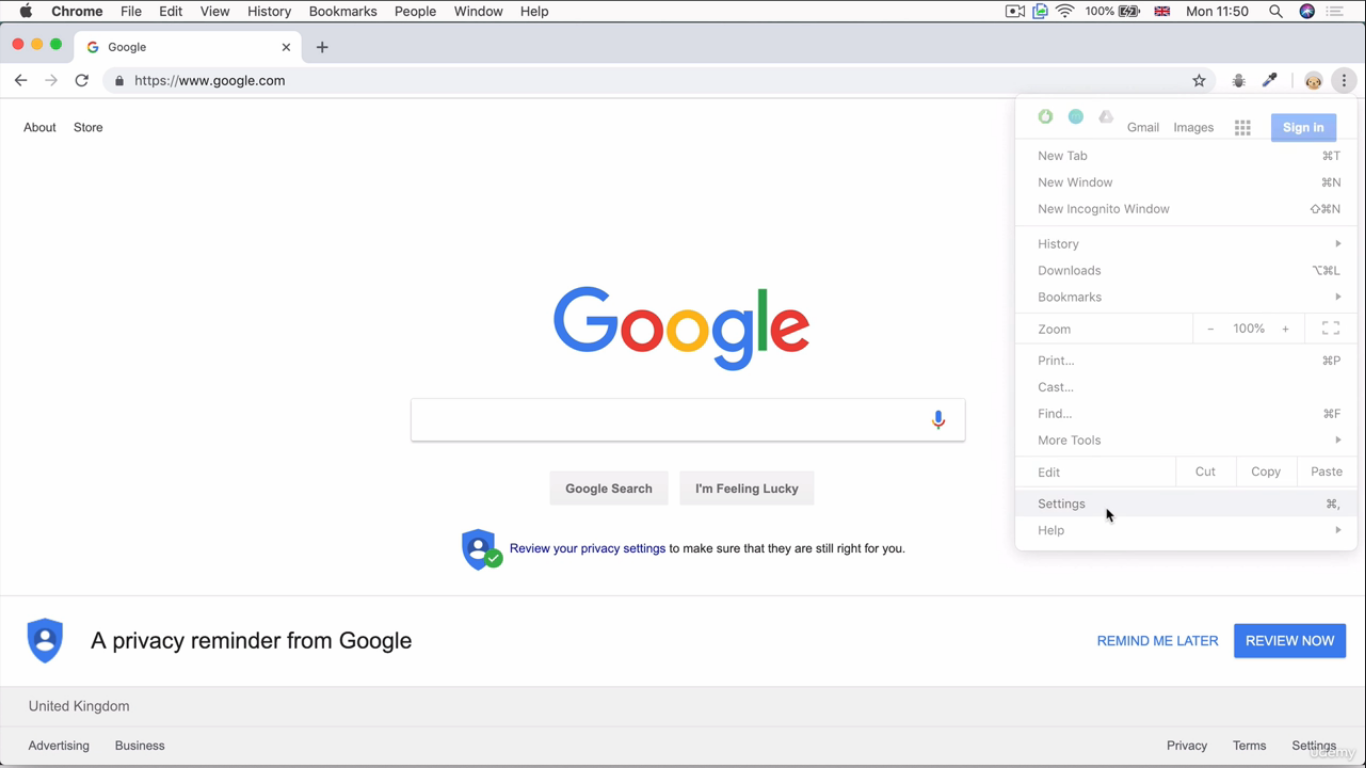 Chrome File Edit View History Bookmarks People Window Help 100% Mon 11:50
Google
https://www.google.com
About Store Gmail Images Sign in
New Tab ⌘T
New Window ⌘N
New Incognito Window ⇧⌘N
History
Downloads ⌥⌘L
Bookmarks
Zoom − 100% +
Print... ⌘P
Cast...
Find... ⌘F
More Tools
Edit Cut Copy Paste
Settings ⌘,
Help
Google
Google Search I'm Feeling Lucky
Review your privacy settings to make sure that they are still right for you.
A privacy reminder from Google REMIND ME LATER REVIEW NOW
United Kingdom
Advertising Business Privacy Terms Settings
Udemy